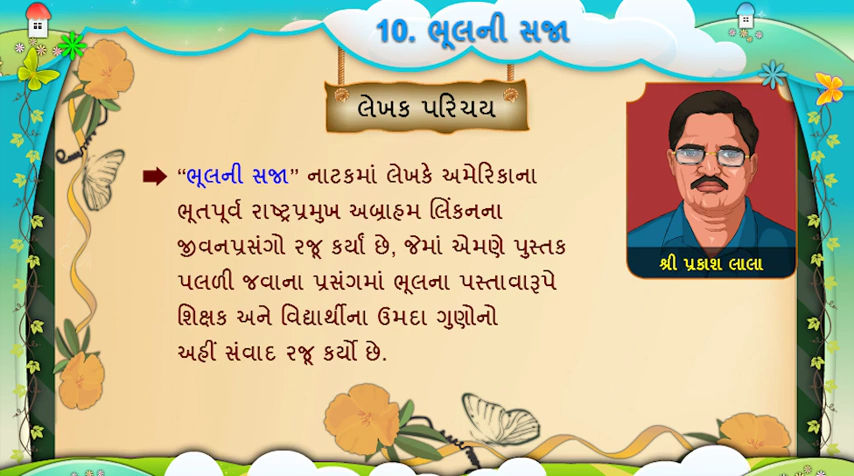 10. ભૂલની સજા
લેખક પરિચય
“ભૂલની સજા” નાટકમાં લેખકે અમેરિકાના
ભૂતપૂર્વ રાષ્ટ્રપ્રમુખ અબ્રાહમ લિંકનના
જીવનપ્રસંગો રજૂ કર્યાં છે, જેમાં એમણે પુસ્તક
પલળી જવાના પ્રસંગમાં ભૂલના પસ્તાવારૂપે
શિક્ષક અને વિદ્યાર્થીના ઉમદા ગુણોનો
અહીં સંવાદ રજૂ કર્યો છે.
શ્રી પ્રકાશ લાલા